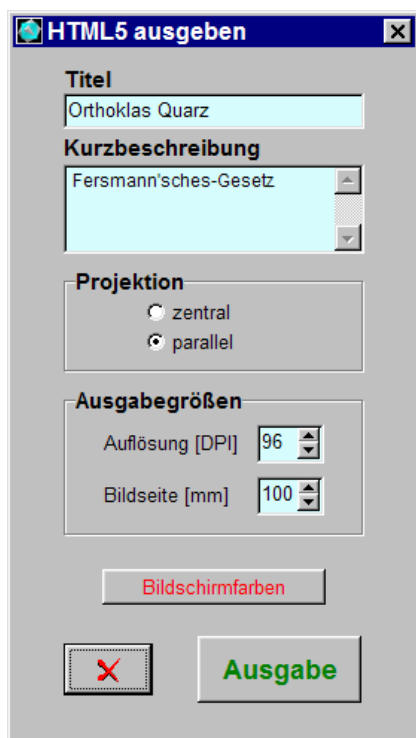 HTML5 ausgeben
Titel
Orthoklas Quarz
Kurzbeschreibung
Fersmann'sches-Gesetz
Projektion
zentral
parallel
Ausgabegrößen
Auflösung [DPI] 96
Bildseite [mm] 100
Bildschirmfarben
Ausgabe